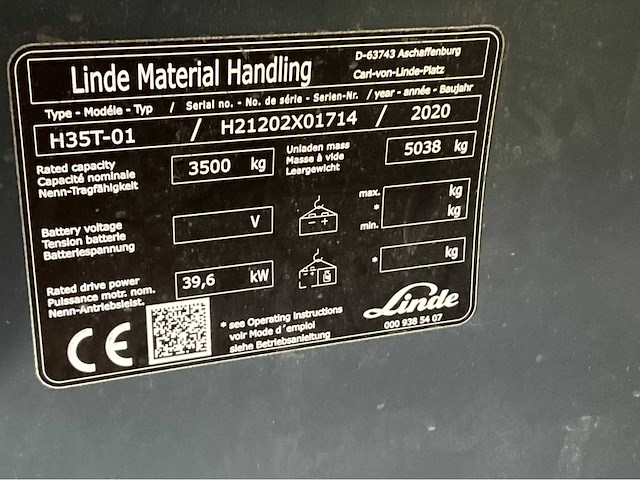 Linde Material Handling
D-63743 Aschaffenburg
Carl-von-Linde-Platz
Type - Modéle - Typ / Serial no. - No. de série - Serien-Nr. / year - année - Baujahr
H35T-01 / H21202X01714 / 2020
Rated capacity
Capacité nominale
Nenn-Tragfähigkeit
3500 kg
Unladen mass
Masse à vide
Leergewicht
5038 kg
Battery voltage
Tension batterie
Batteriespannung
V
- +
max. kg
*
min. kg
Rated drive power
Puissance motr. nom.
Nenn-Antriebsleist.
39,6 kW
* kg
CE
* see Operating Instructions
voir Mode d´emploi
siehe Betriebsanleitung
Linde
000 938 54 07